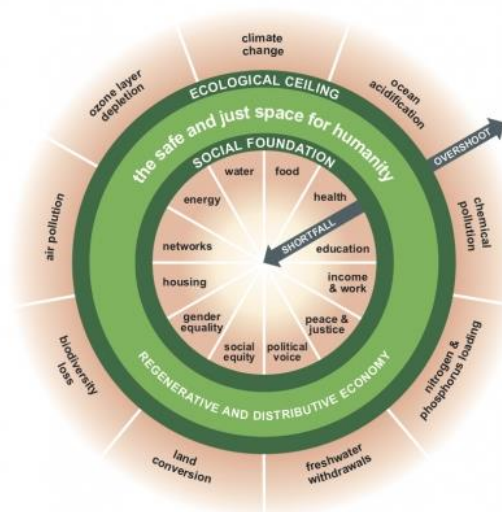 climate
change
ocean
acidification
chemical
pollution
nitrogen &
phosphorus loading
freshwater
withdrawals
land
conversion
biodiversity
loss
air pollution
ozone layer
depletion
OVERSHOOT
ECOLOGICAL CEILING
the safe and just space for humanity
SOCIAL FOUNDATION
water
food
health
SHORTFALL
education
income
& work
peace &
justice
political
voice
social
equity
gender
equality
housing
networks
energy
REGENERATIVE AND DISTRIBUTIVE ECONOMY